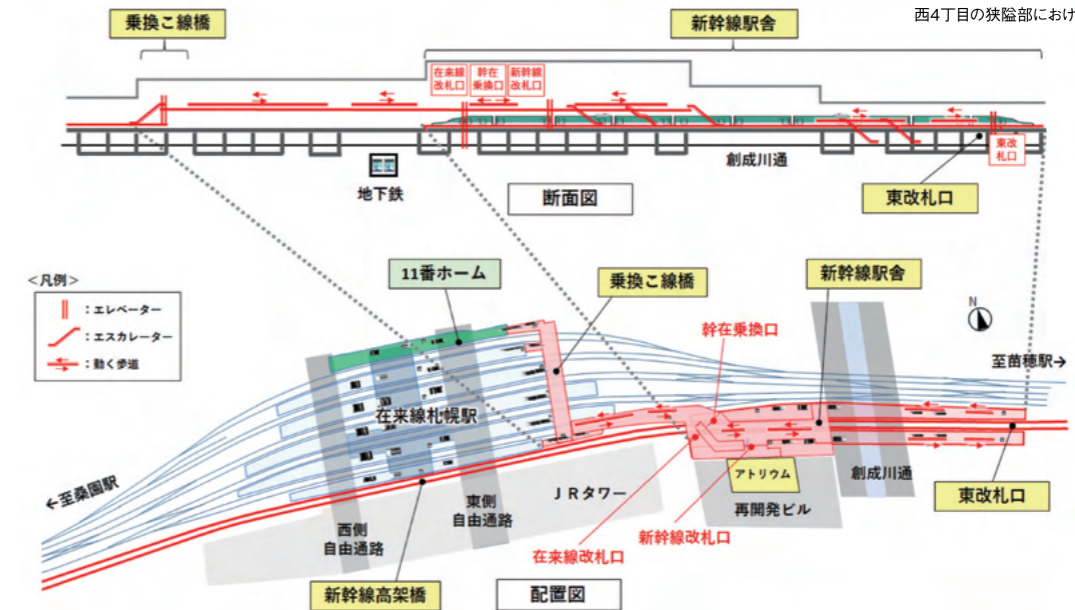 西4丁目の狭隘部におけ
乗換こ線橋
新幹線駅舎
在来線
改札口
幹在
乗換口
新幹線
改札口
東改
札口
地下鉄
創成川通
断面図
東改札口
<凡例>
：エレベーター
：エスカレーター
：動く歩道
11番ホーム
乗換こ線橋
新幹線駅舎
幹在乗換口
N
至苗穂駅→
在来線札幌駅
←至桑園駅
西側
自由通路
東側
自由通路
JRタワー
アトリウム
再開発ビル
創成川通
東改札口
在来線改札口
新幹線改札口
新幹線高架橋
配置図